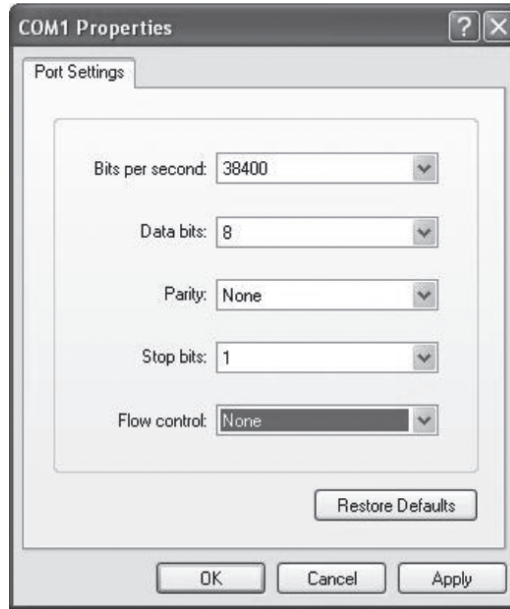 COM1 Properties
Port Settings
Bits per second: 38400
Data bits: 8
Parity: None
Stop bits: 1
Flow control: None
Restore Defaults
OK Cancel Apply